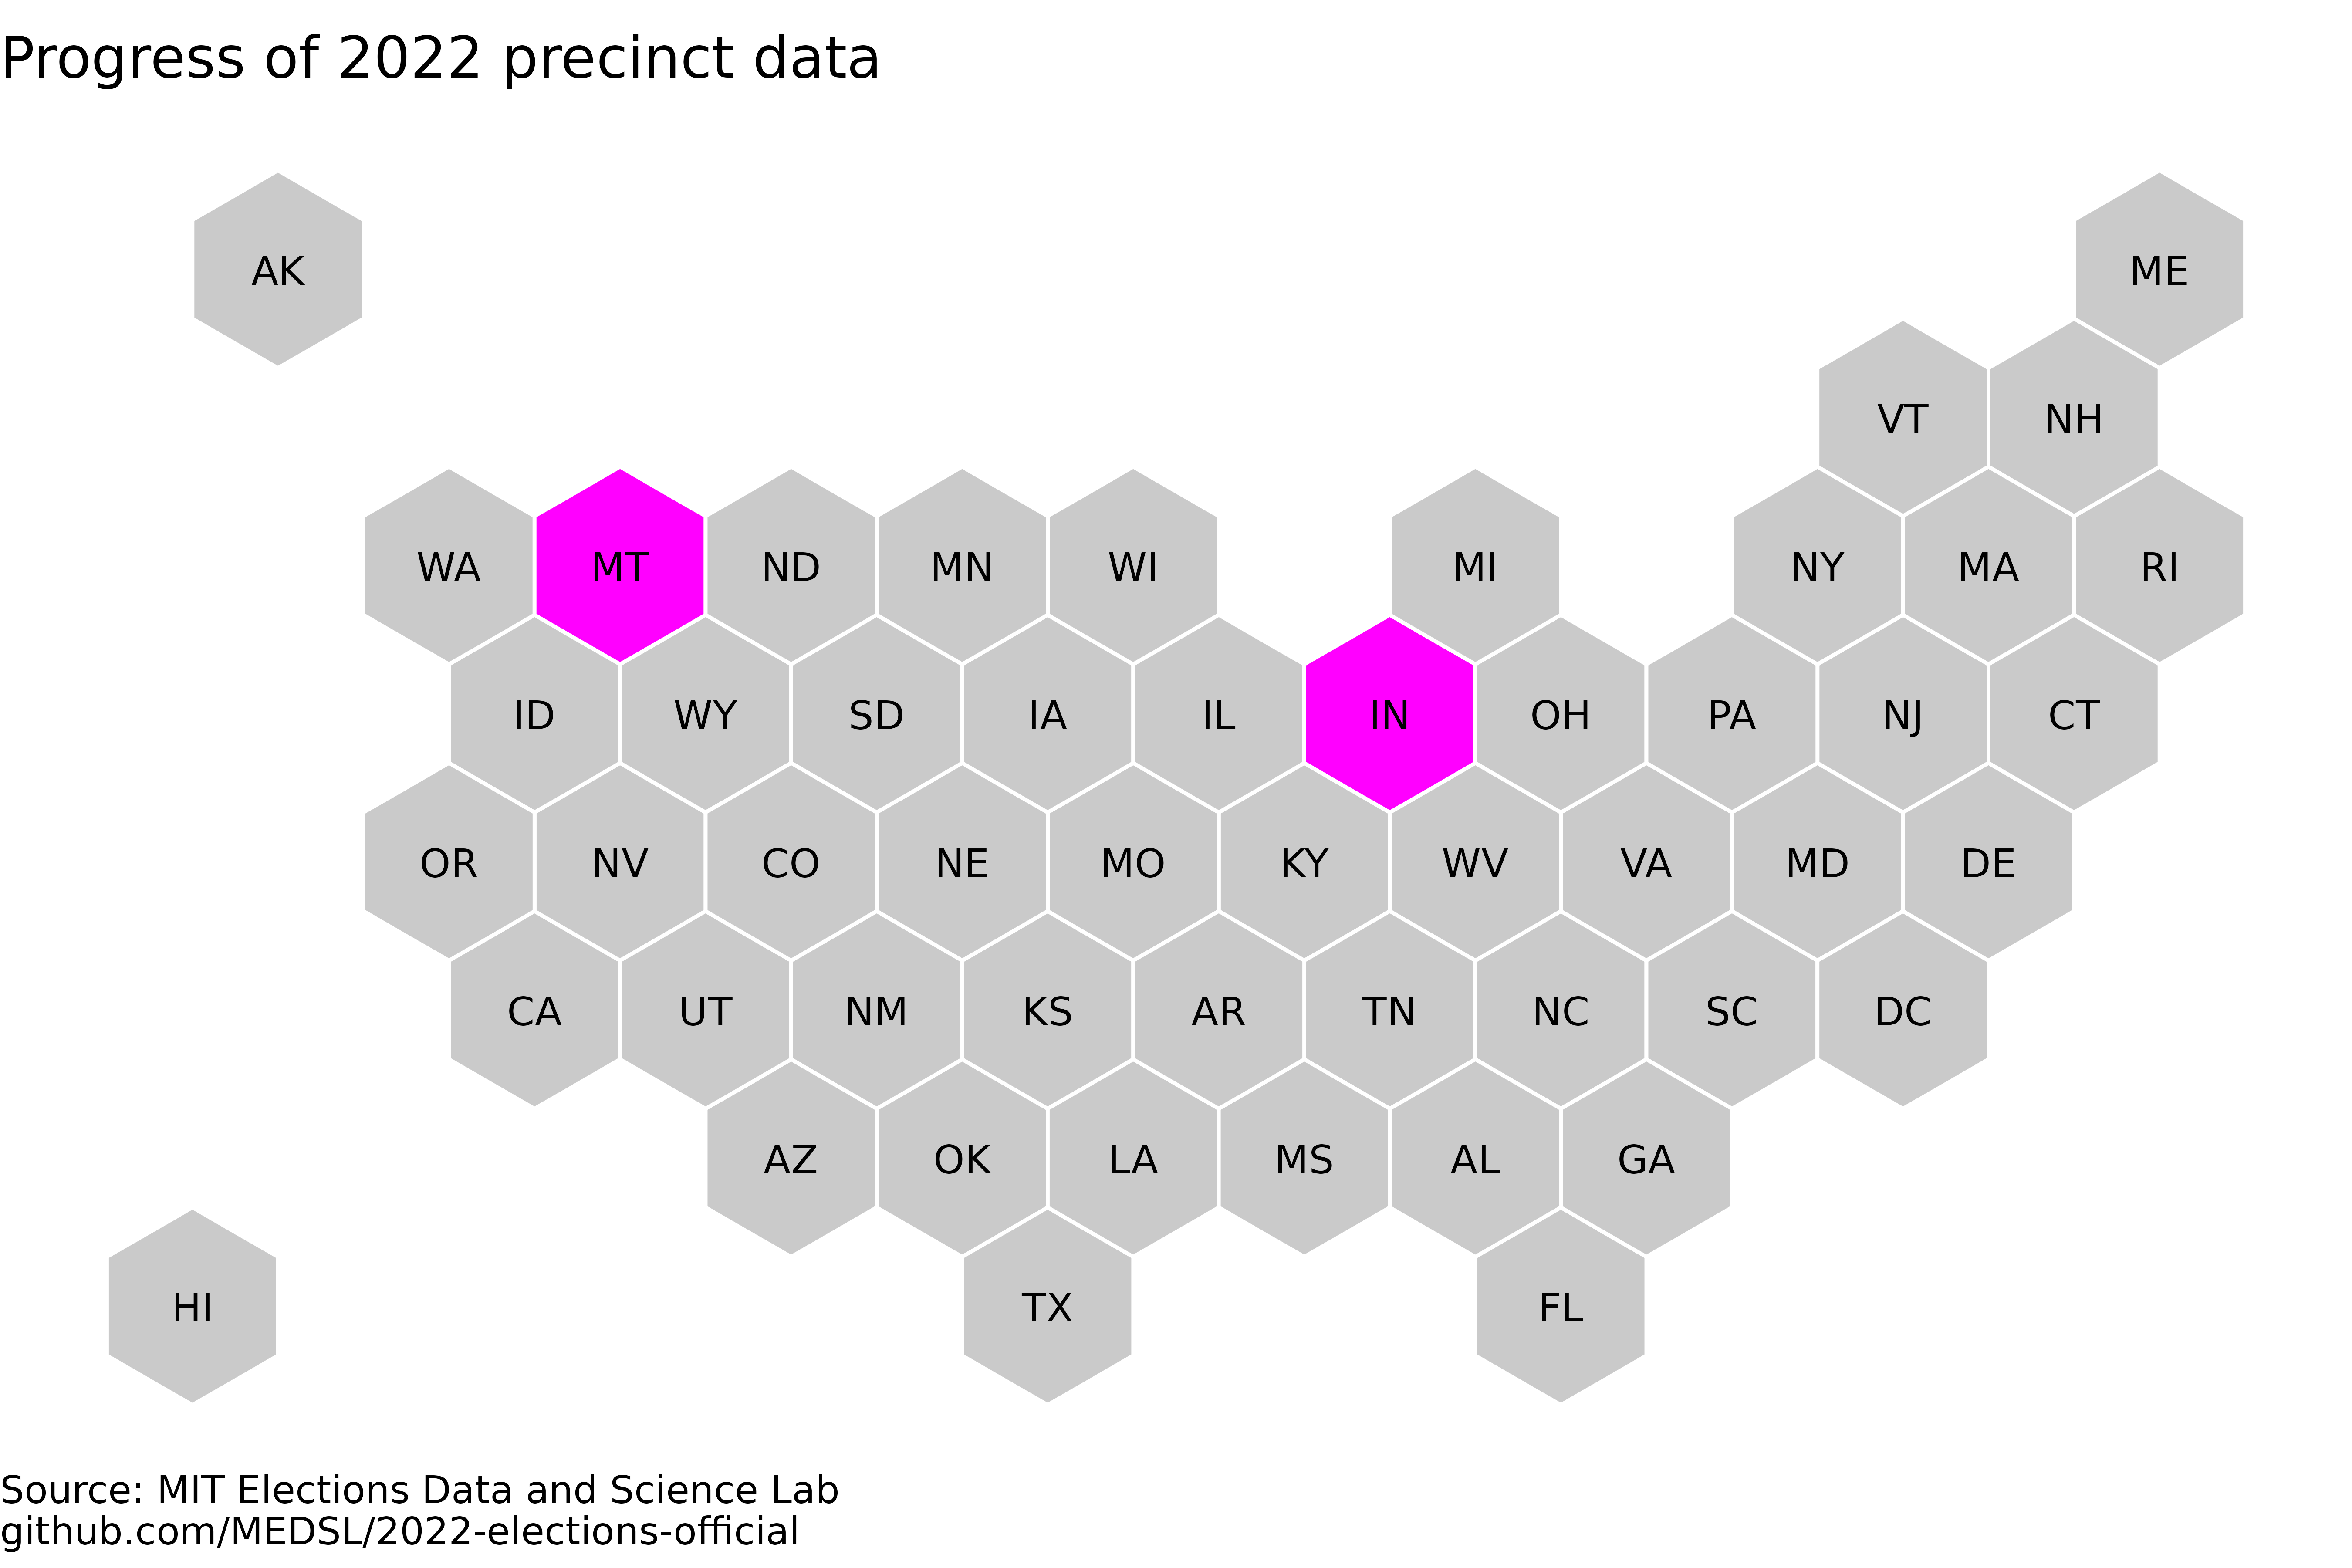 Progress of 2022 precinct data
AK
ME
VT NH
WA MT ND MN WI MI NY MA RI
ID WY SD IA IL IN OH PA NJ CT
OR NV CO NE MO KY WV VA MD DE
CA UT NM KS AR TN NC SC DC
AZ OK LA MS AL GA
HI TX FL
Source: MIT Elections Data and Science Lab
github.com/MEDSL/2022-elections-official